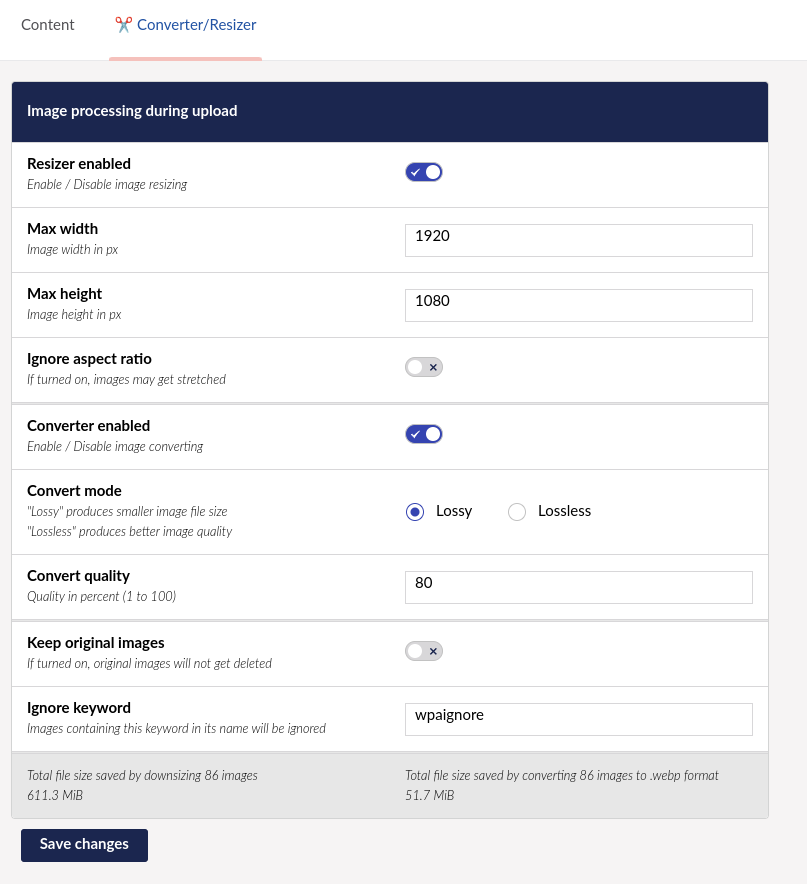 Content
Converter/Resizer
Image processing during upload
Resizer enabled
Enable / Disable image resizing
Max width
Image width in px
1920
Max height
Image height in px
1080
Ignore aspect ratio
If turned on, images may get stretched
Converter enabled
Enable / Disable image converting
Convert mode
"Lossy" produces smaller image file size
"Lossless" produces better image quality
Lossy
Lossless
Convert quality
Quality in percent (1 to 100)
80
Keep original images
If turned on, original images will not get deleted
Ignore keyword
Images containing this keyword in its name will be ignored
wpaignore
Total file size saved by downsizing 86 images
611.3 MiB
Total file size saved by converting 86 images to .webp format
51.7 MiB
Save changes